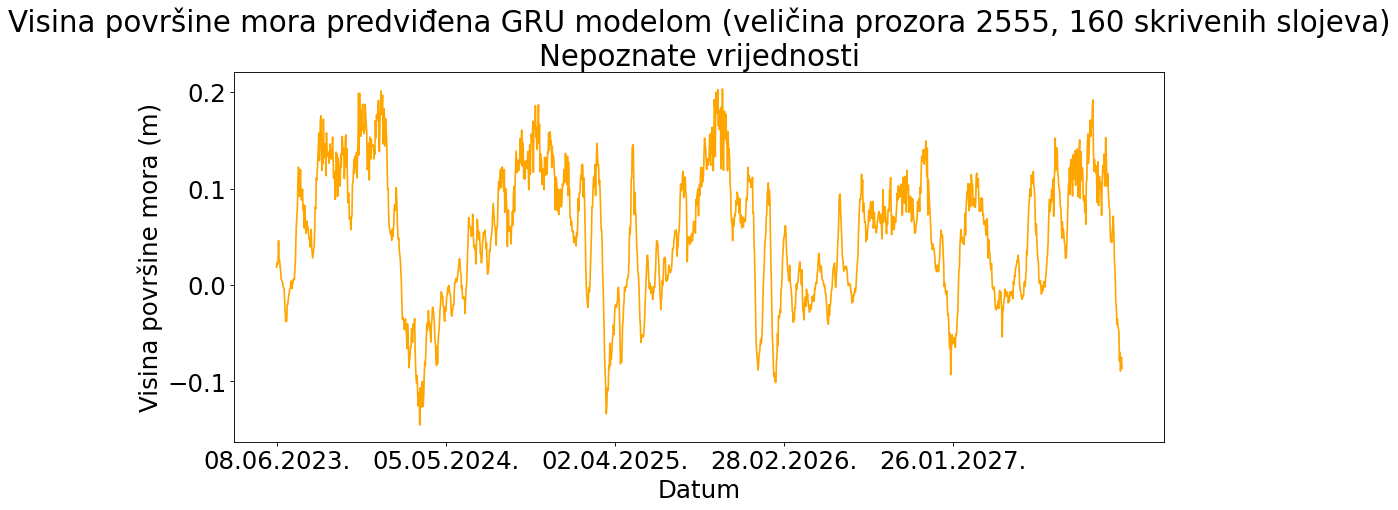 Visina površine mora predviđena GRU modelom (veličina prozora 2555, 160 skrivenih slojeva)
Nepoznate vrijednosti
Visina površine mora (m)
0.2
0.1
0.0
−0.1
08.06.2023. 05.05.2024. 02.04.2025. 28.02.2026. 26.01.2027.
Datum